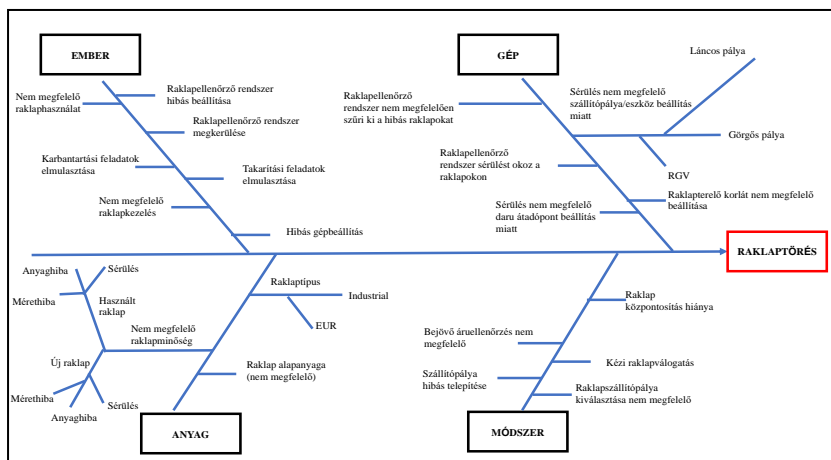 EMBER
Nem megfelelő
raklaphasználat
Raklapellenőrző rendszer
hibás beállítása
Raklapellenőrző rendszer
megkerülése
Karbantartási feladatok
elmulasztása
Takarítási feladatok
elmulasztása
Nem megfelelő
raklapkezelés
Hibás gépbeállítás
GÉP
Raklapellenőrző
rendszer nem megfelelően
szűri ki a hibás raklapokat
Sérülés nem megfelelő
szállítópálya/eszköz beállítás
miatt
Láncos pálya
Görgős pálya
RGV
Raklapellenőrző
rendszer sérülést okoz a
raklapokon
Raklapterelő korlát nem megfelelő
beállítása
Sérülés nem megfelelő
daru átadópont beállítás
miatt
RAKLAPTÖRÉS
Anyaghiba
Sérülés
Mérethiba
Használt
raklap
Nem megfelelő
raklapminőség
Új raklap
Mérethiba
Anyaghiba
Sérülés
Raklaptípus
Industrial
EUR
Raklap alapanyaga
(nem megfelelő)
ANYAG
Raklap
központosítás hiánya
Bejövő áruellenőrzés nem
megfelelő
Kézi raklapválogatás
Szállítópálya
hibás telepítése
Raklapszállítópálya
kiválasztása nem megfelelő
MÓDSZER